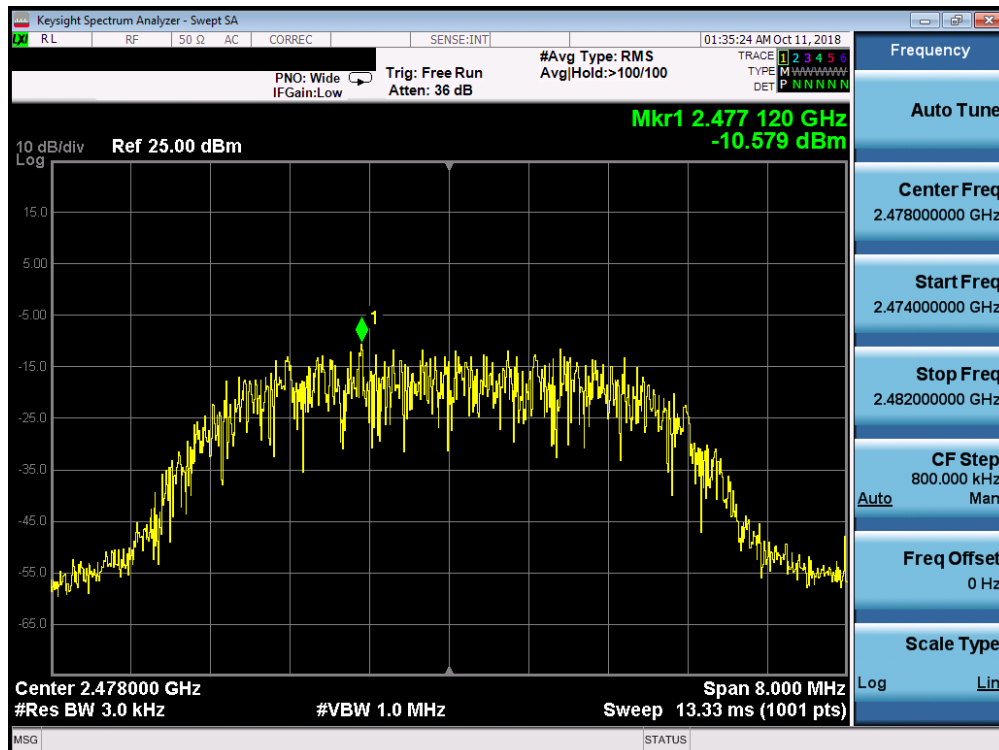 Keysight Spectrum Analyzer - Swept SA
LXI RL RF 50 Ω AC CORREC SENSE:INT 01:35:24 AM Oct 11, 2018
PNO: Wide Trig: Free Run #Avg Type: RMS TRACE 1 2 3 4 5 6
IFGain:Low Atten: 36 dB Avg|Hold:>100/100 TYPE M WWWWW
DET P N N N N N
Mkr1 2.477 120 GHz
-10.579 dBm
10 dB/div Ref 25.00 dBm
Log
15.0
5.00
-5.00
-15.0
-25.0
-35.0
-45.0
-55.0
-65.0
1
Center 2.478000 GHz Span 8.000 MHz
#Res BW 3.0 kHz #VBW 1.0 MHz Sweep 13.33 ms (1001 pts)
MSG STATUS
Frequency
Auto Tune
Center Freq
2.478000000 GHz
Start Freq
2.474000000 GHz
Stop Freq
2.482000000 GHz
CF Step
800.000 kHz
Auto Man
Freq Offset
0 Hz
Scale Type
Log Lin